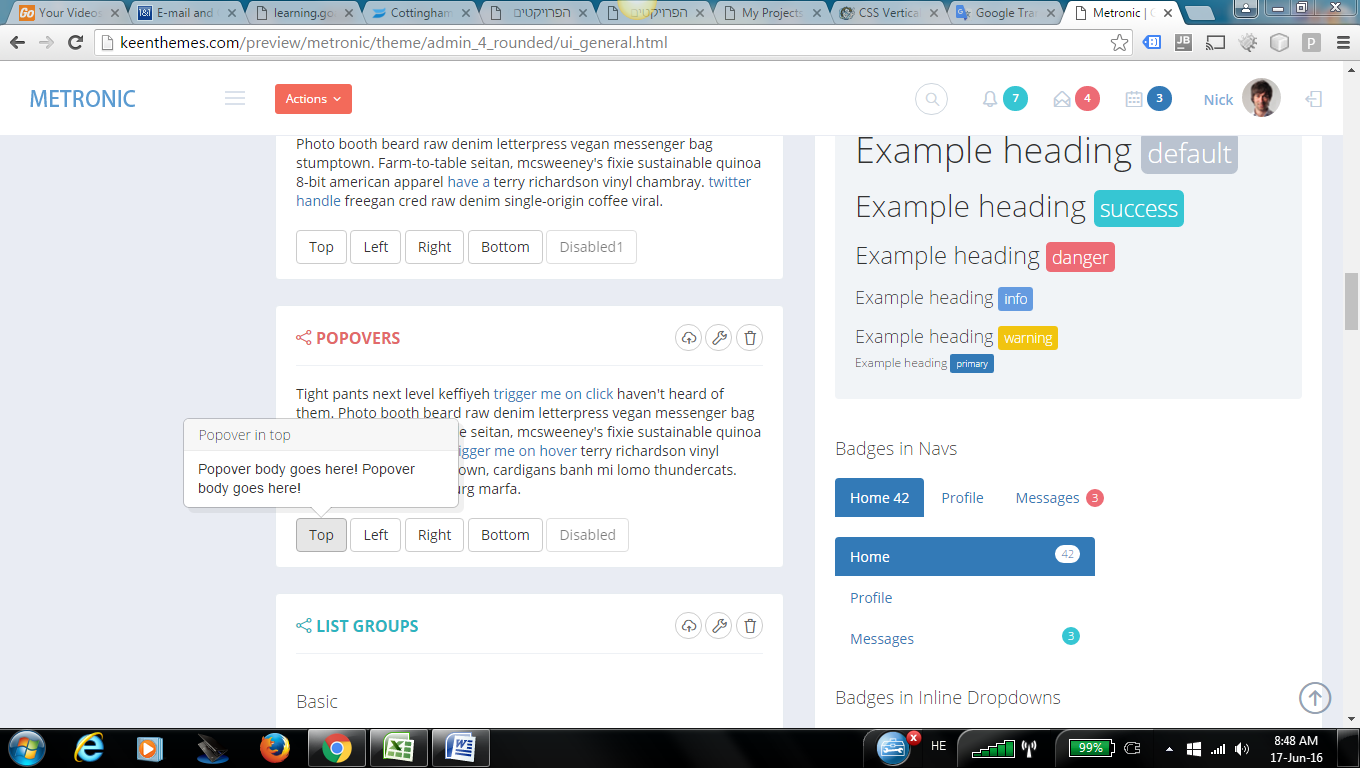 Your Videos
E-mail and
learning.go
Cottingham
הפרויקטים
הפרויקטים
My Projects
CSS Vertica
Google Tra
Metronic |
keenthemes.com/preview/metronic/theme/admin_4_rounded/ui_general.html
METRONIC
Actions
7
4
3
Nick
Photo booth beard raw denim letterpress vegan messenger bag
stumptown. Farm-to-table seitan, mcsweeney's fixie sustainable quinoa
8-bit american apparel have a terry richardson vinyl chambray. twitter
handle freegan cred raw denim single-origin coffee viral.
Top
Left
Right
Bottom
Disabled1
POPOVERS
Tight pants next level keffiyeh trigger me on click haven't heard of
them. Photo booth beard raw denim letterpress vegan messenger bag
e seitan, mcsweeney's fixie sustainable quinoa
igger me on hover terry richardson vinyl
own, cardigans banh mi lomo thundercats.
urg marfa.
Popover in top
Popover body goes here! Popover
body goes here!
Top
Left
Right
Bottom
Disabled
LIST GROUPS
Basic
Example heading default
Example heading success
Example heading danger
Example heading info
Example heading warning
Example heading primary
Badges in Navs
Home 42
Profile
Messages 3
Home 42
Profile
Messages 3
Badges in Inline Dropdowns
HE
99%
8:48 AM
17-Jun-16